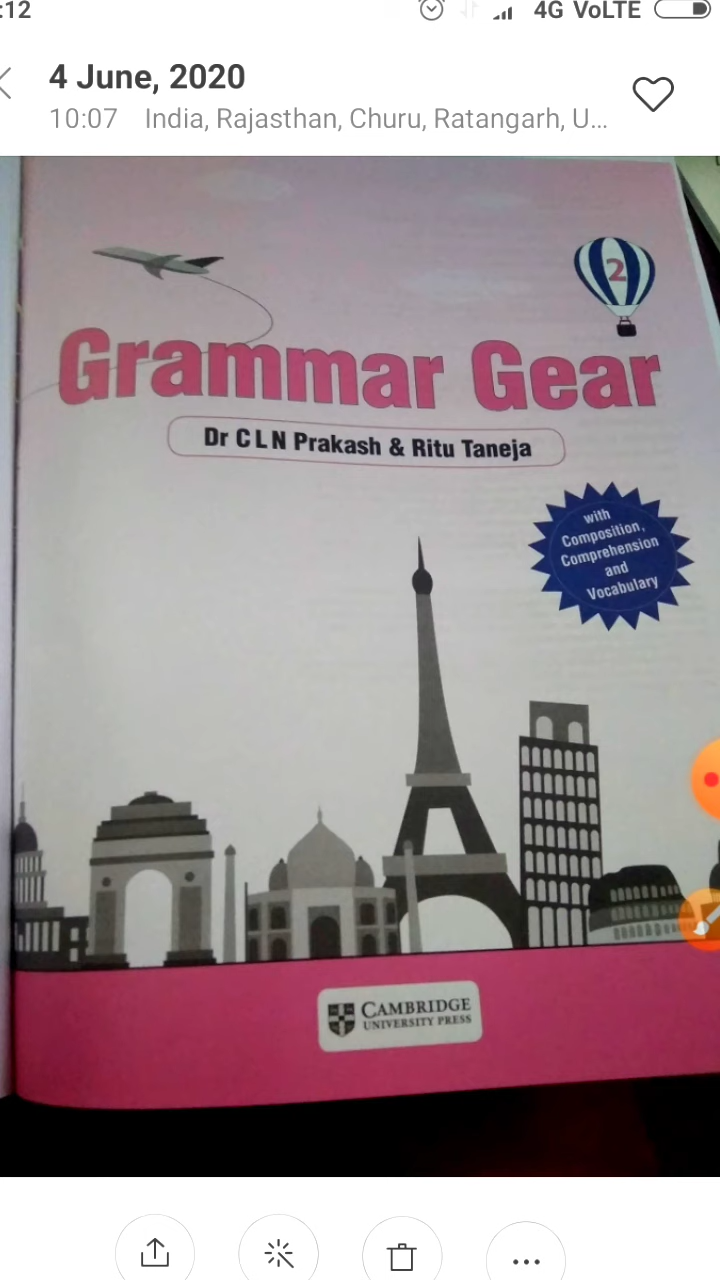 :12
4G VoLTE
4 June, 2020
10:07 India, Rajasthan, Churu, Ratangarh, U...
2
Grammar Gear
Dr C L N Prakash & Ritu Taneja
with
Composition,
Comprehension
and
Vocabulary
CAMBRIDGE
UNIVERSITY PRESS